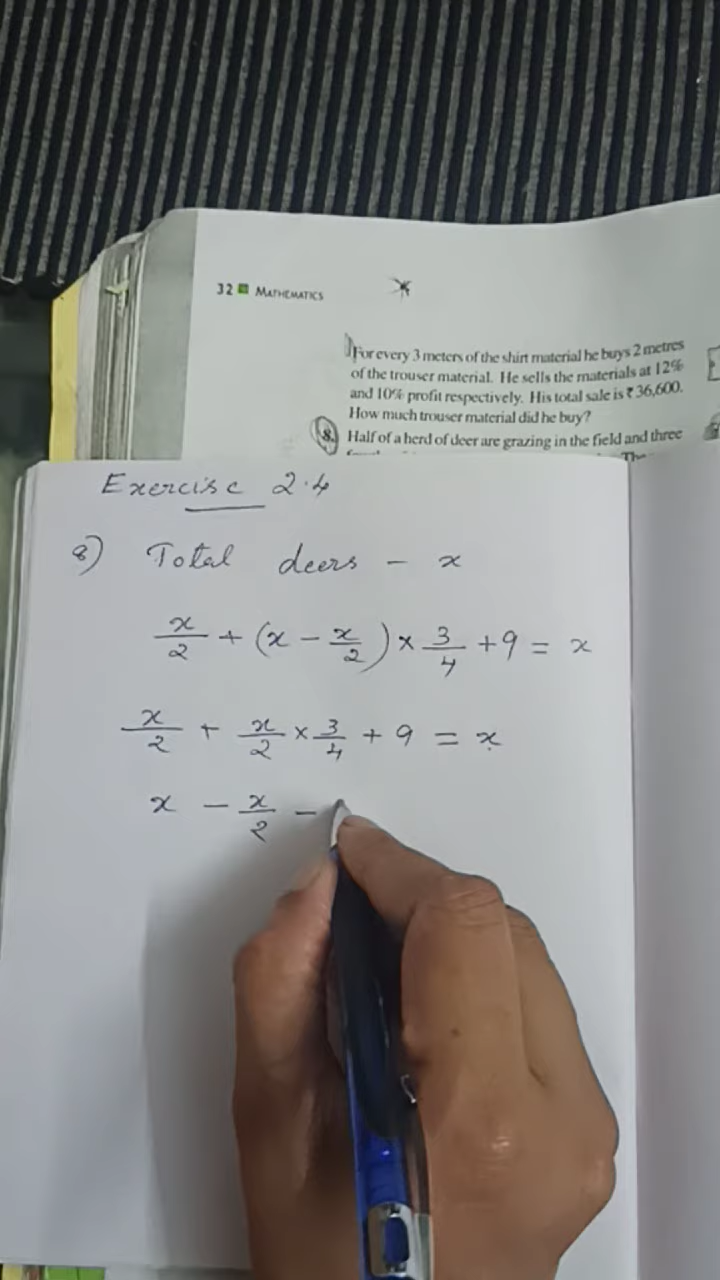 32 MATHEMATICS
For every 3 meters of the shirt material he buys 2 metres
of the trouser material. He sells the materials at 12%
and 10% profit respectively. His total sale is ₹ 36,600.
How much trouser material did he buy?
8. Half of a herd of deer are grazing in the field and three
The
Exercise 2.4
8) Total deers - x
x/2 + (x - x/2) × 3/4 + 9 = x
x/2 + x/2 × 3/4 + 9 = x
x - x/2 -